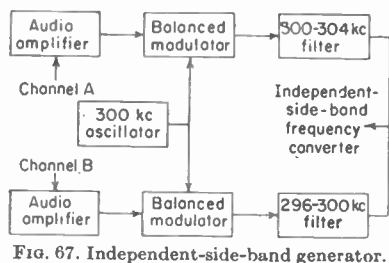 Audio
amplifier
Balanced
modulator
300-304 kc
filter
Channel A
300 kc
oscillator
Independent-
side-band
frequency
converter
Channel B
Audio
amplifier
Balanced
modulator
296-300 kc
filter
FIG. 67. Independent-side-band generator.